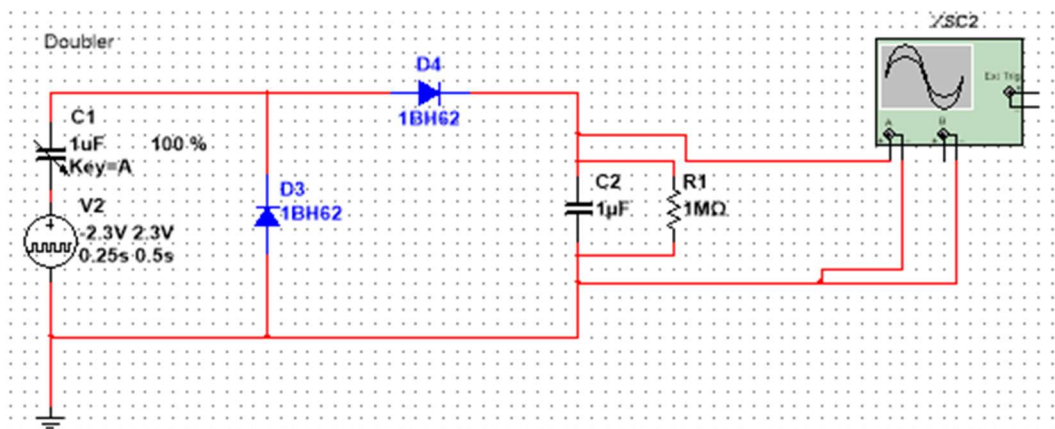 Doubler
XSC2
D4
1BH62
Ext Trig
C1
1uF 100 %
Key=A
A B
D3
1BH62
V2
-2.3V 2.3V
0.25s 0.5s
C2 R1
1µF 1MΩ